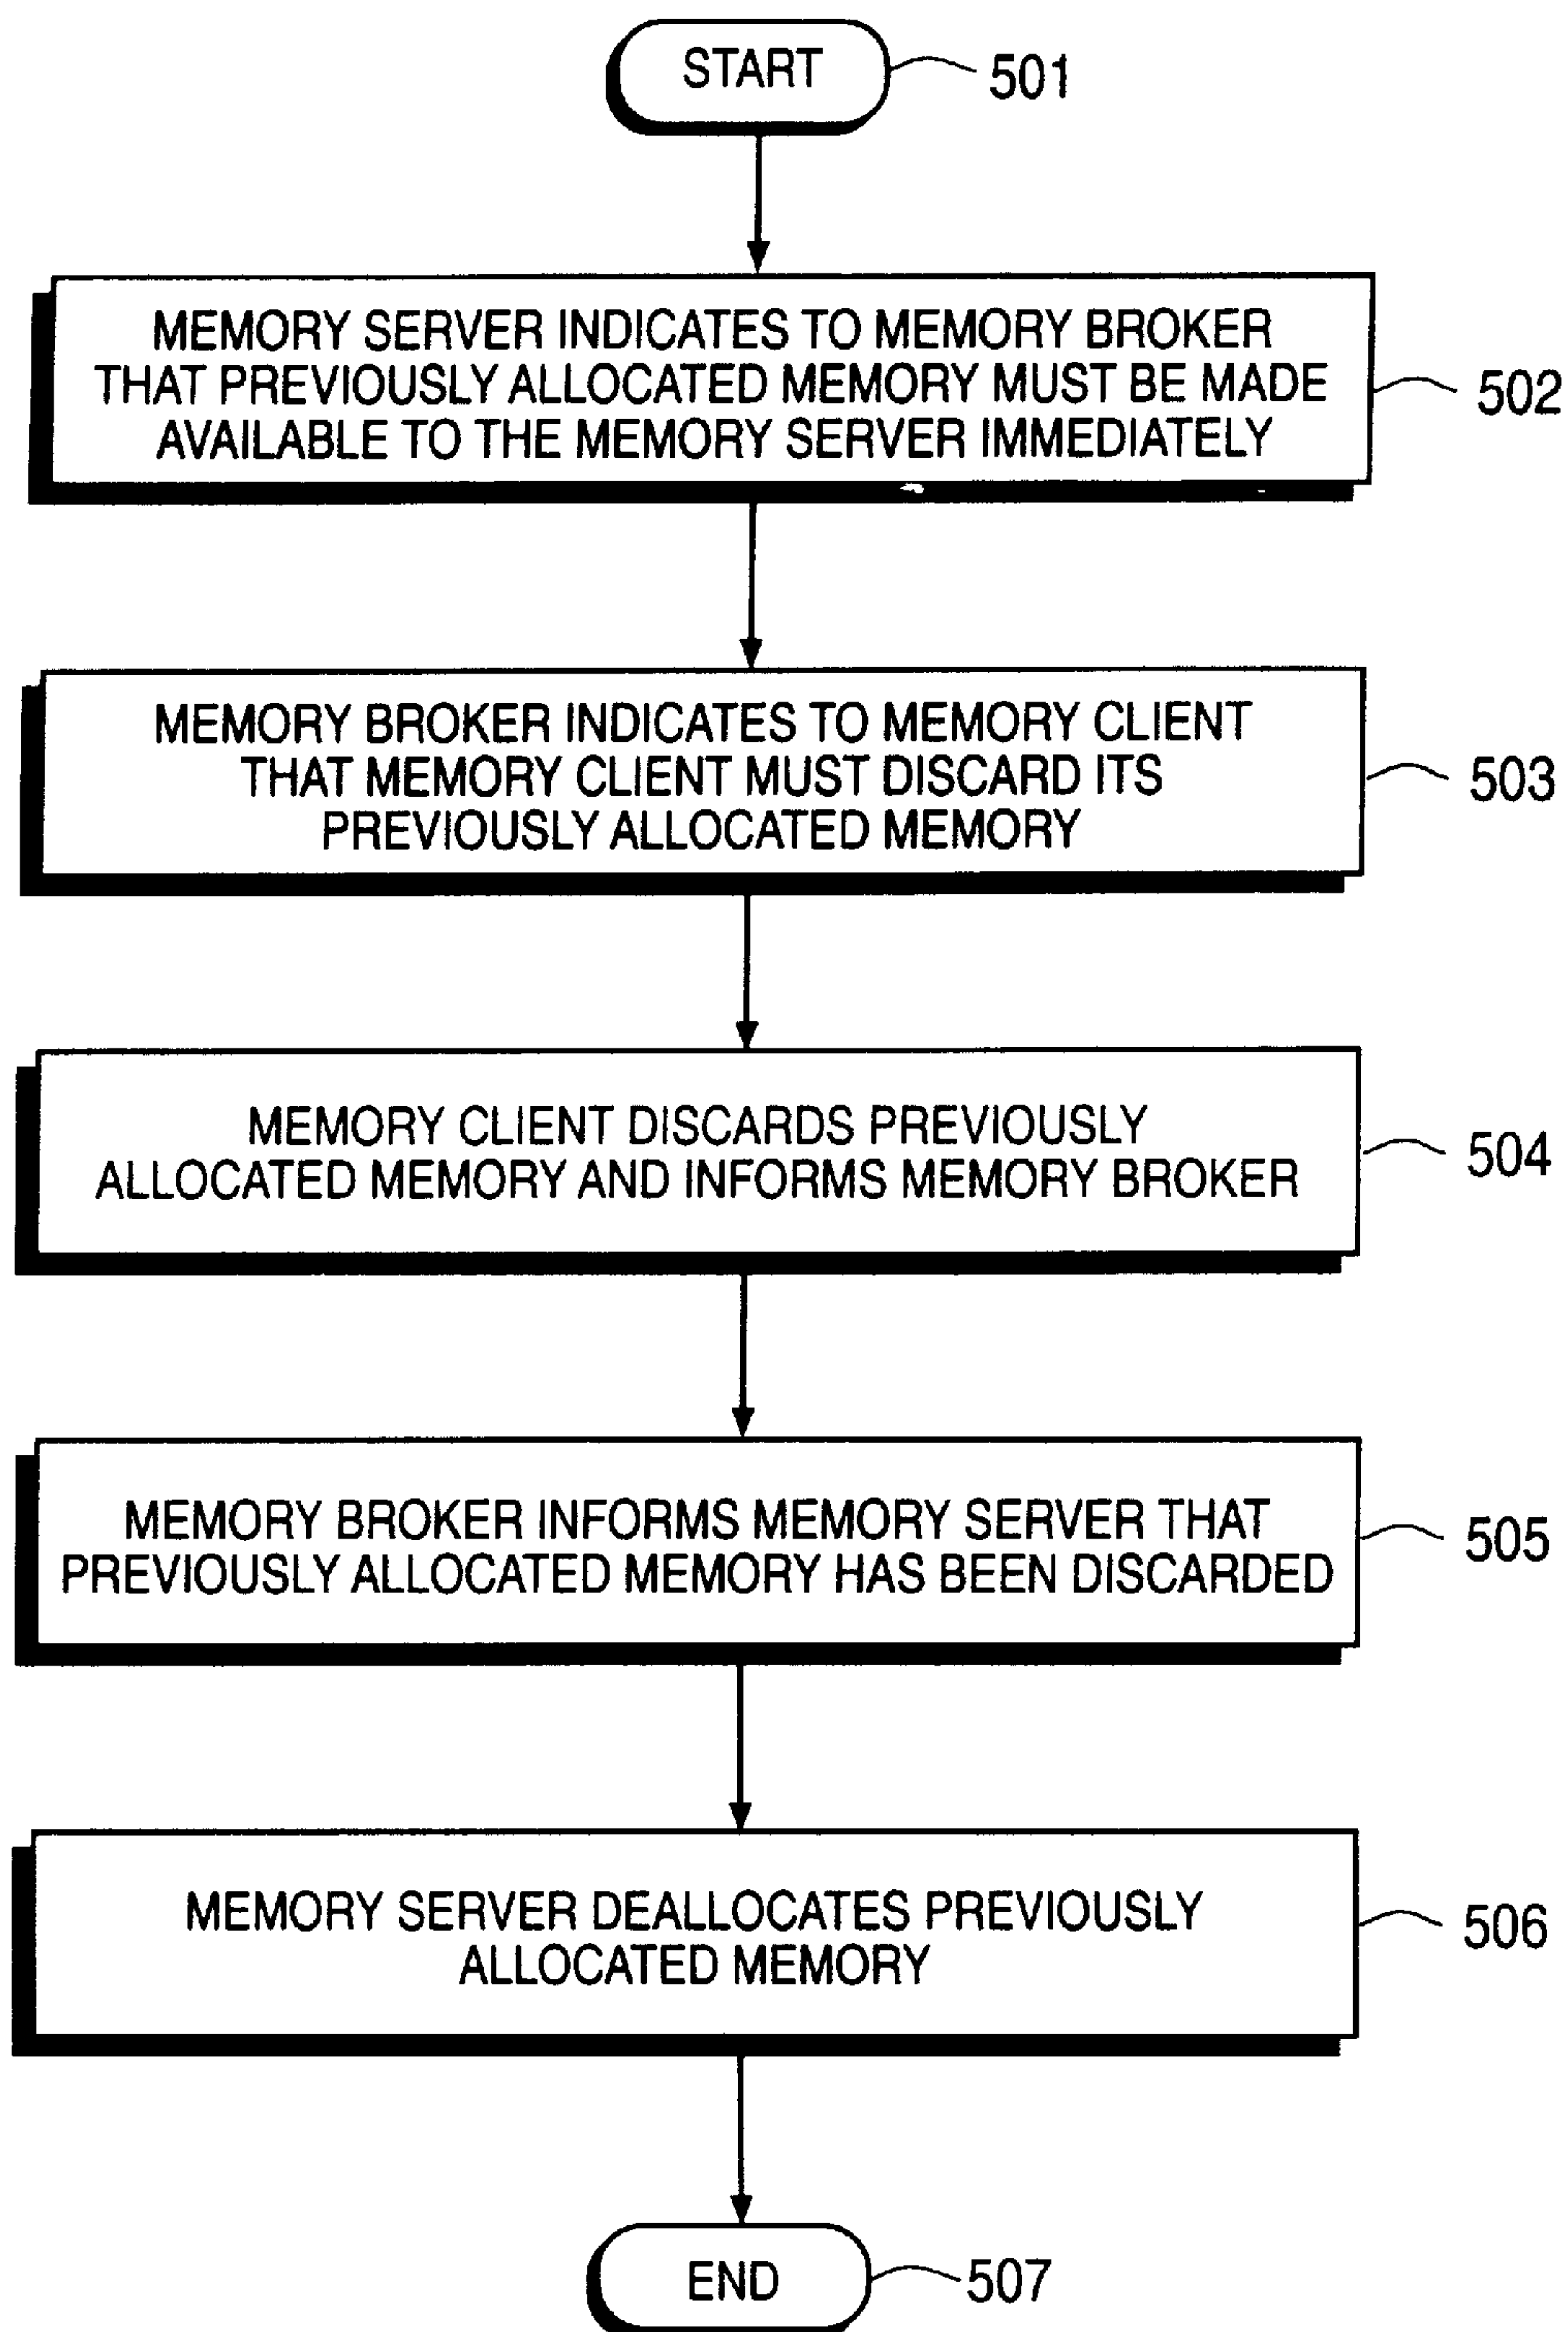 START
501
MEMORY SERVER INDICATES TO MEMORY BROKER
THAT PREVIOUSLY ALLOCATED MEMORY MUST BE MADE
AVAILABLE TO THE MEMORY SERVER IMMEDIATELY
502
MEMORY BROKER INDICATES TO MEMORY CLIENT
THAT MEMORY CLIENT MUST DISCARD ITS
PREVIOUSLY ALLOCATED MEMORY
503
MEMORY CLIENT DISCARDS PREVIOUSLY
ALLOCATED MEMORY AND INFORMS MEMORY BROKER
504
MEMORY BROKER INFORMS MEMORY SERVER THAT
PREVIOUSLY ALLOCATED MEMORY HAS BEEN DISCARDED
505
MEMORY SERVER DEALLOCATES PREVIOUSLY
ALLOCATED MEMORY
506
END
507